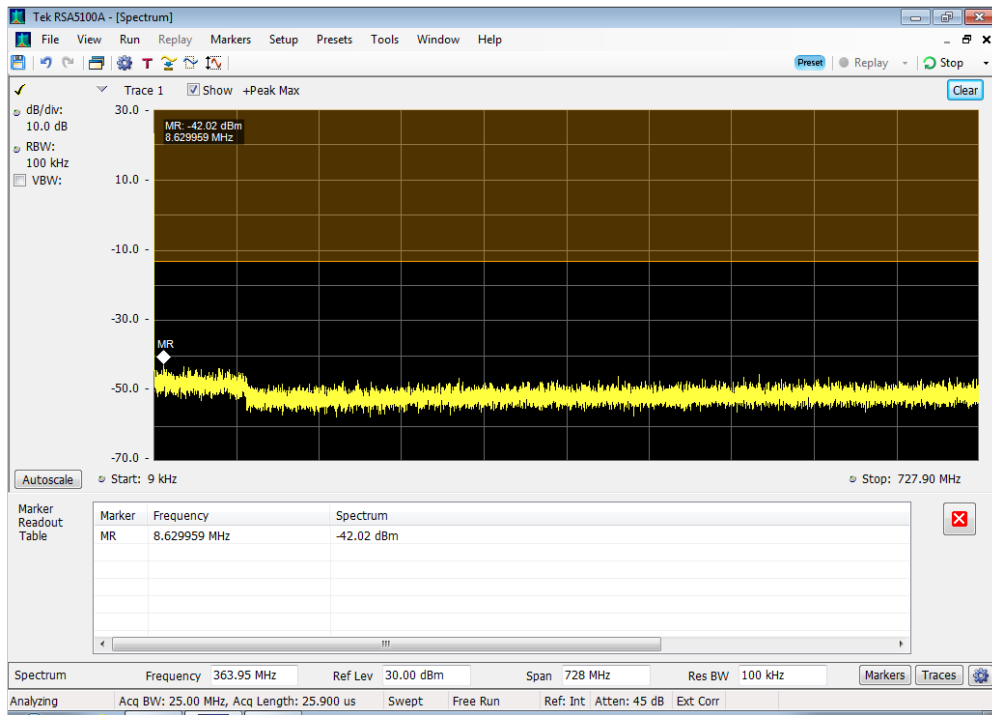 Tek RSA5100A - [Spectrum]
File View Run Replay Markers Setup Presets Tools Window Help
T Preset Replay Stop
Trace 1 Show +Peak Max Clear
dB/div:
10.0 dB
RBW:
100 kHz
VBW:
30.0
10.0
-10.0
-30.0
-50.0
-70.0
MR: -42.02 dBm
8.629959 MHz
MR
Autoscale Start: 9 kHz Stop: 727.90 MHz
Marker
Readout
Table
Marker Frequency Spectrum
MR 8.629959 MHz -42.02 dBm
Spectrum Frequency 363.95 MHz Ref Lev 30.00 dBm Span 728 MHz Res BW 100 kHz Markers Traces
Analyzing Acq BW: 25.00 MHz, Acq Length: 25.900 us Swept Free Run Ref: Int Atten: 45 dB Ext Corr